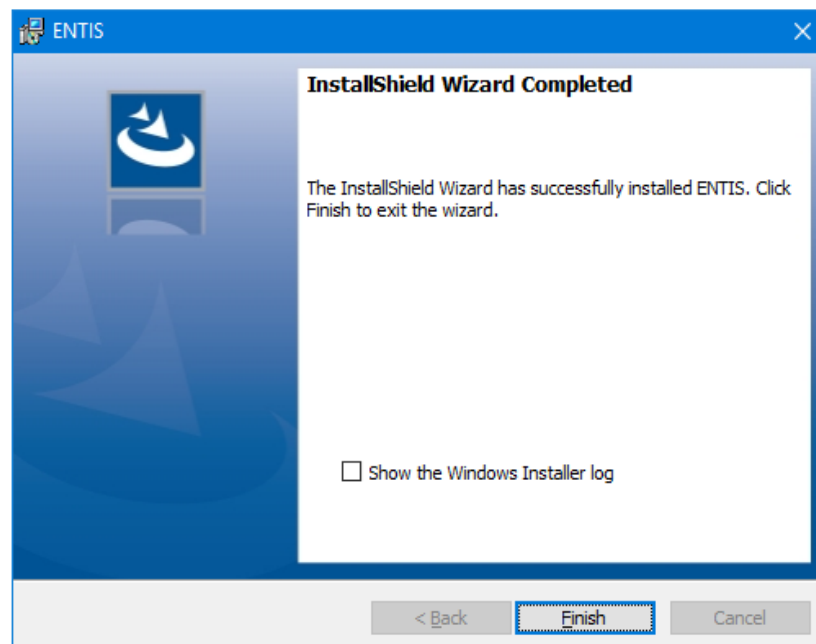 ENTIS
InstallShield Wizard Completed
The InstallShield Wizard has successfully installed ENTIS. Click
Finish to exit the wizard.
Show the Windows Installer log
< Back
Finish
Cancel